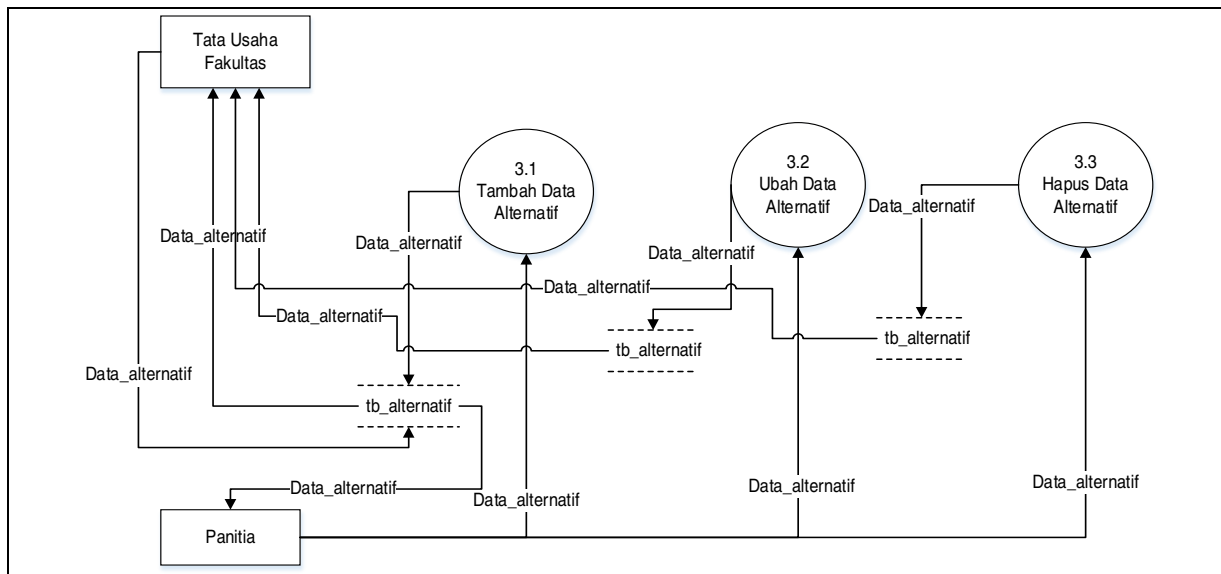 Tata Usaha
Fakultas
3.1
Tambah Data
Alternatif
3.2
Ubah Data
Alternatif
3.3
Hapus Data
Alternatif
Data_alternatif
Data_alternatif
Data_alternatif
Data_alternatif
Data_alternatif
Data_alternatif
tb_alternatif
tb_alternatif
Data_alternatif
tb_alternatif
Data_alternatif
Data_alternatif
Data_alternatif
Data_alternatif
Panitia